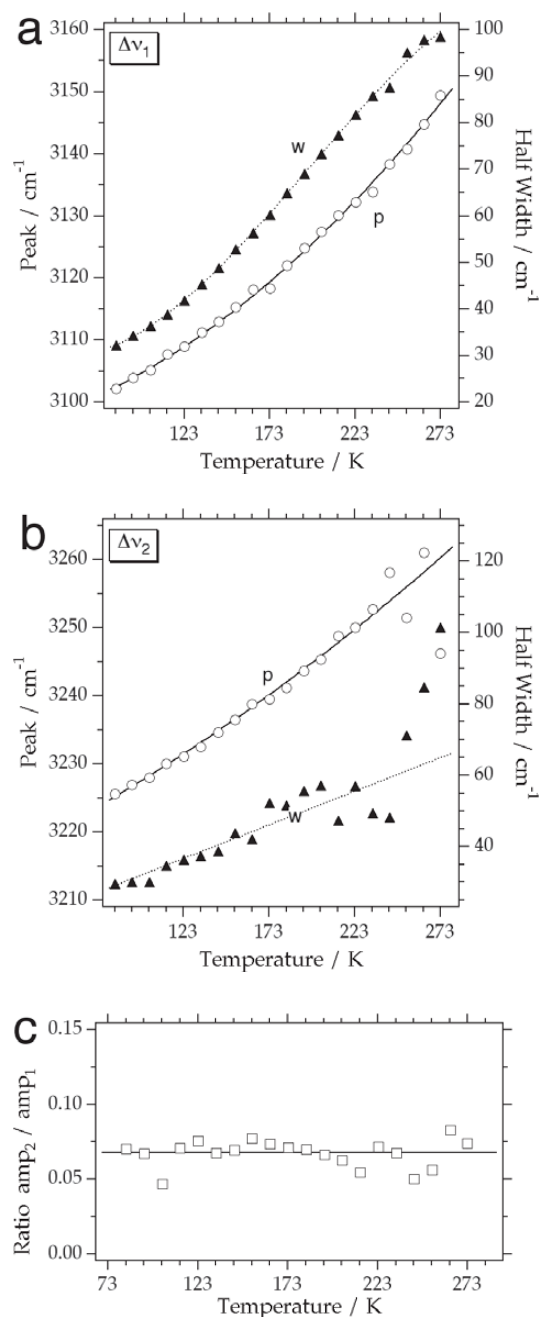 a
Δν₁
3160
3150
3140
3130
3120
3110
3100
Peak / cm⁻¹
w
p
100
90
80
70
60
50
40
30
20
Half Width / cm⁻¹
123 173 223 273
Temperature / K
b
Δν₂
3260
3250
3240
3230
3220
3210
Peak / cm⁻¹
p
w
120
100
80
60
40
Half Width / cm⁻¹
123 173 223 273
Temperature / K
c
0.15
0.10
0.05
0.00
Ratio amp₂ / amp₁
73 123 173 223 273
Temperature / K